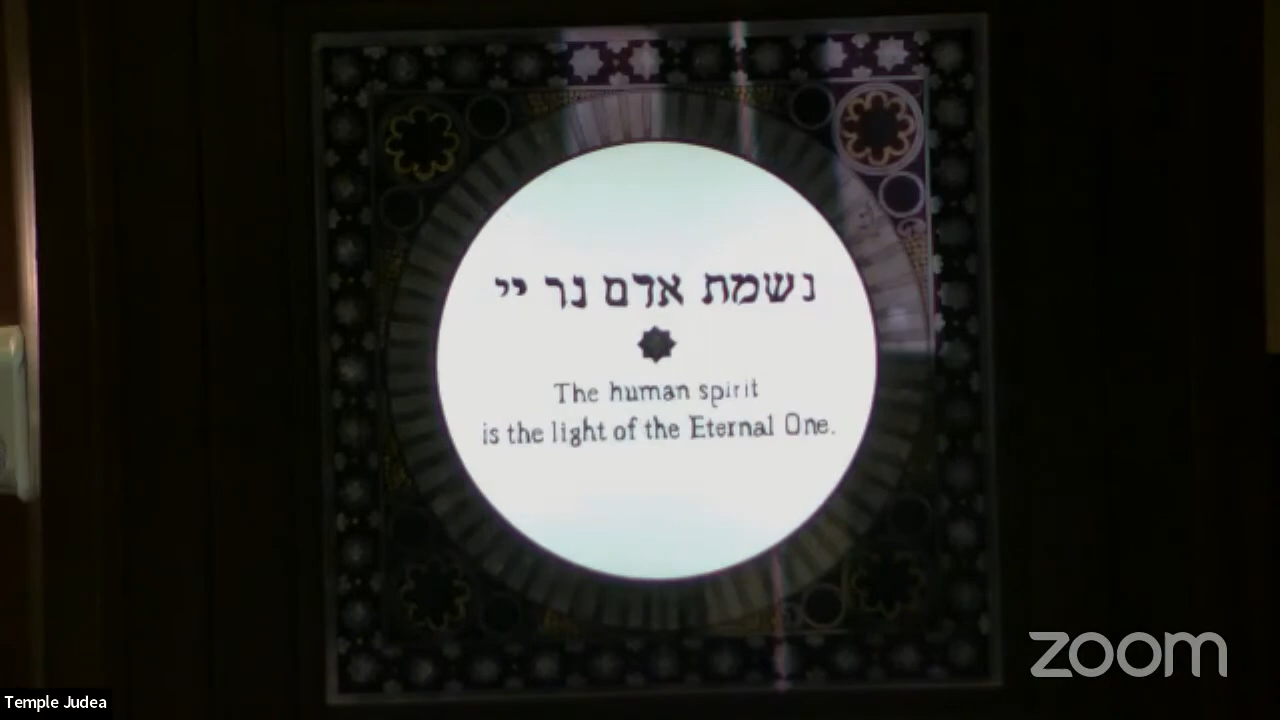 נשמת אדם נר יי
The human spirit
is the light of the Eternal One.
zoom
Temple Judea